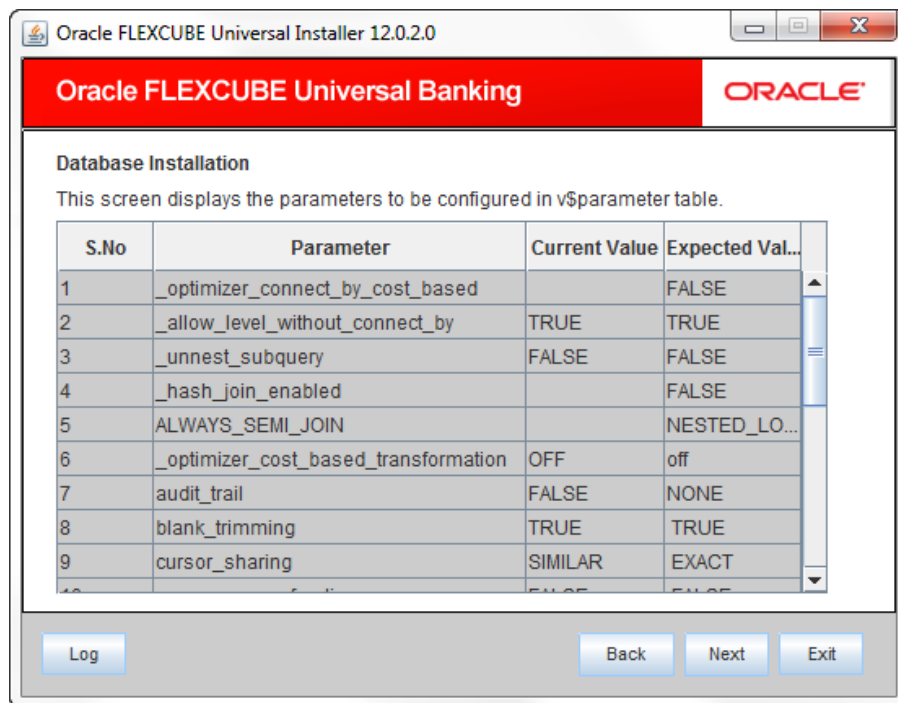 Oracle FLEXCUBE Universal Installer 12.0.2.0
Oracle FLEXCUBE Universal Banking ORACLE
Database Installation
This screen displays the parameters to be configured in v$parameter table.
S.No Parameter Current Value Expected Val...
1 _optimizer_connect_by_cost_based FALSE
2 _allow_level_without_connect_by TRUE TRUE
3 _unnest_subquery FALSE FALSE
4 _hash_join_enabled FALSE
5 ALWAYS_SEMI_JOIN NESTED_LO...
6 _optimizer_cost_based_transformation OFF off
7 audit_trail FALSE NONE
8 blank_trimming TRUE TRUE
9 cursor_sharing SIMILAR EXACT
Log Back Next Exit